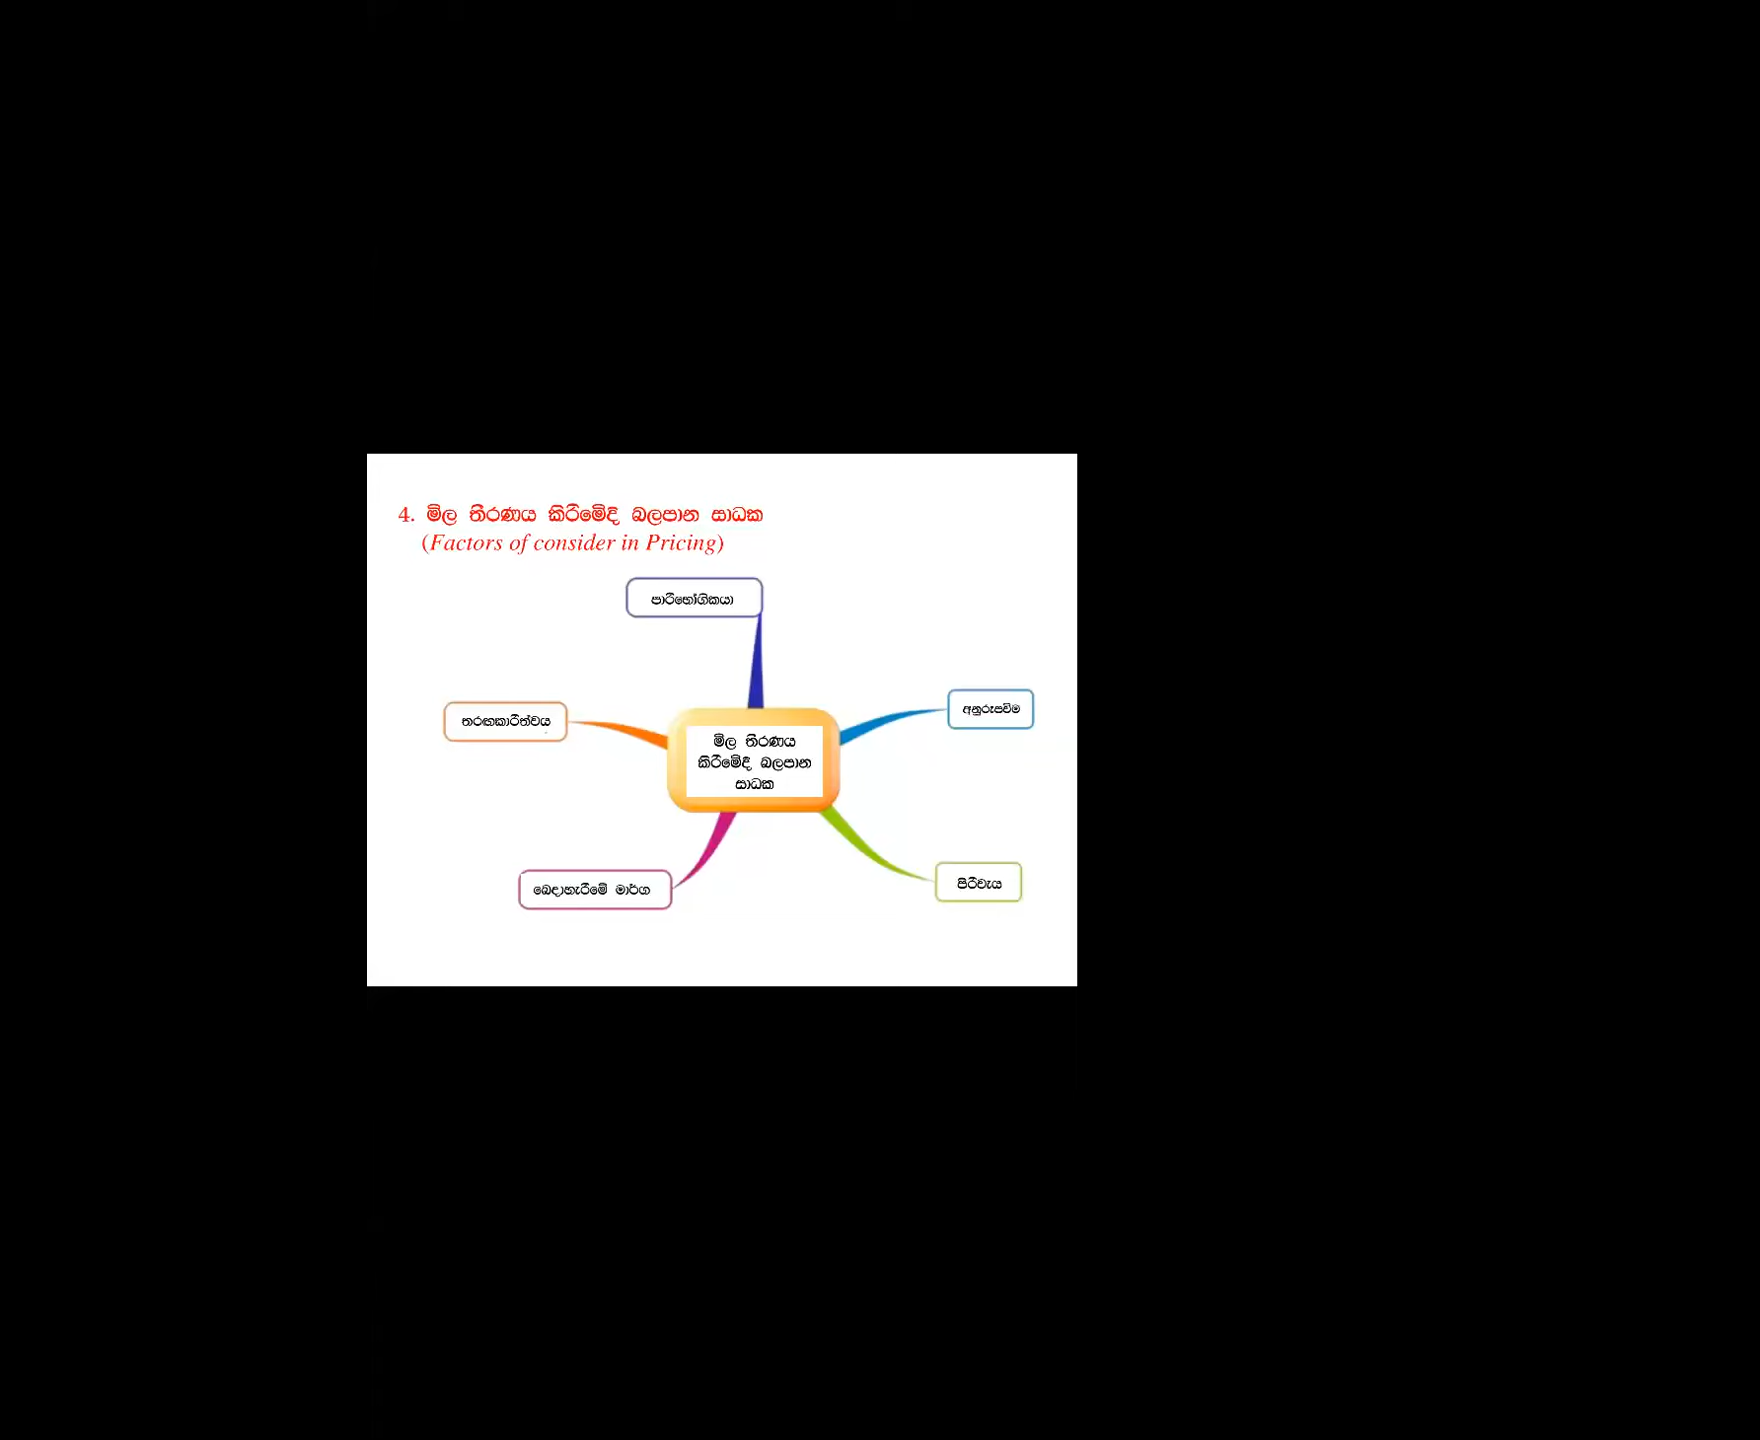 4. මිල තීරණය කිරීමේදී බලපාන සාධක
(Factors of consider in Pricing)
පාරිභෝගිකයා
තරඟකාරීත්වය
අනුරූපවීම
මිල තීරණය
කිරීමේදී බලපාන
සාධක
බෙදාහැරීමේ මාර්ග
පිරිවැය